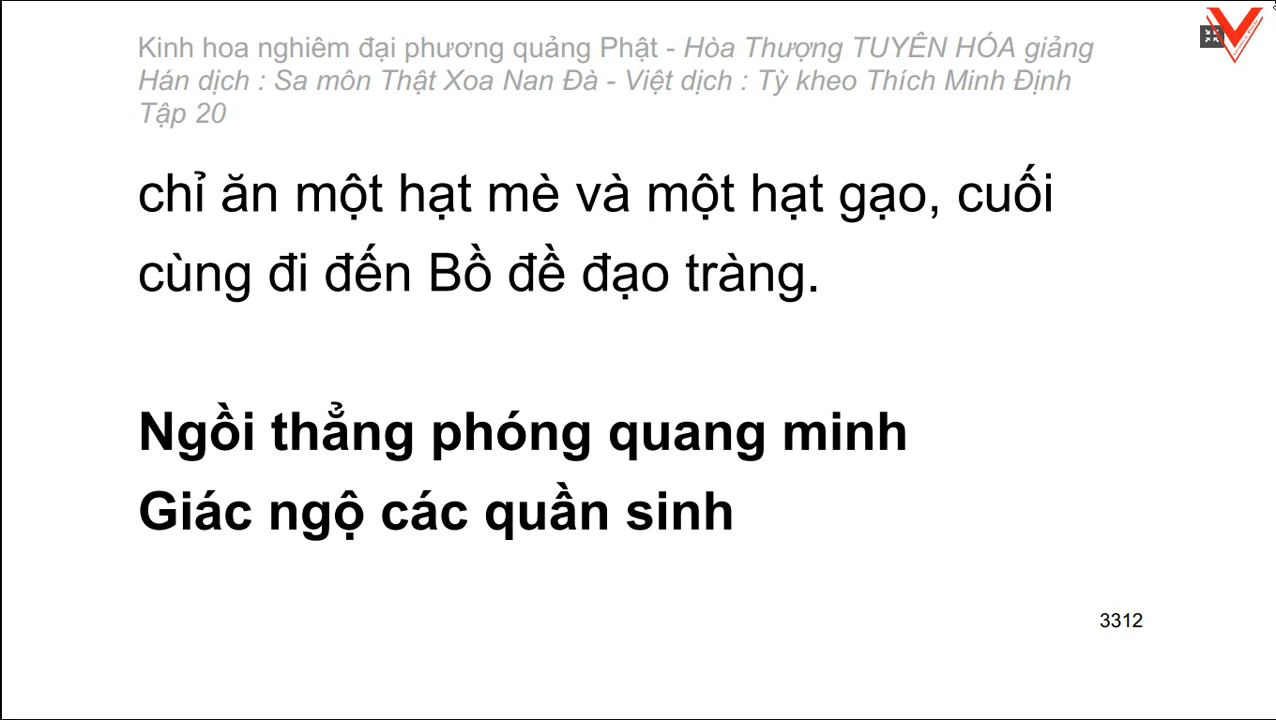 Kinh hoa nghiêm đại phương quảng Phật - Hòa Thượng TUYÊN HÓA giảng
Hán dịch : Sa môn Thật Xoa Nan Đà - Việt dịch : Tỳ kheo Thích Minh Định
Tập 20
chỉ ăn một hạt mè và một hạt gạo, cuối
cùng đi đến Bồ đề đạo tràng.
Ngồi thẳng phóng quang minh
Giác ngộ các quần sinh
3312